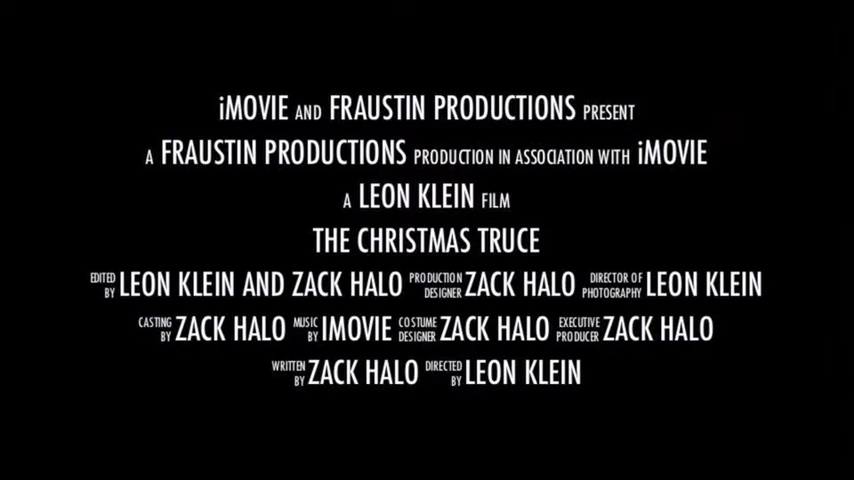 iMOVIE AND FRAUSTIN PRODUCTIONS PRESENT
A FRAUSTIN PRODUCTIONS PRODUCTION IN ASSOCIATION WITH iMOVIE
A LEON KLEIN FILM
THE CHRISTMAS TRUCE
EDITED BY LEON KLEIN AND ZACK HALO PRODUCTION DESIGNER ZACK HALO DIRECTOR OF PHOTOGRAPHY LEON KLEIN
CASTING BY ZACK HALO MUSIC BY IMOVIE COSTUME DESIGNER ZACK HALO EXECUTIVE PRODUCER ZACK HALO
WRITTEN BY ZACK HALO DIRECTED BY LEON KLEIN